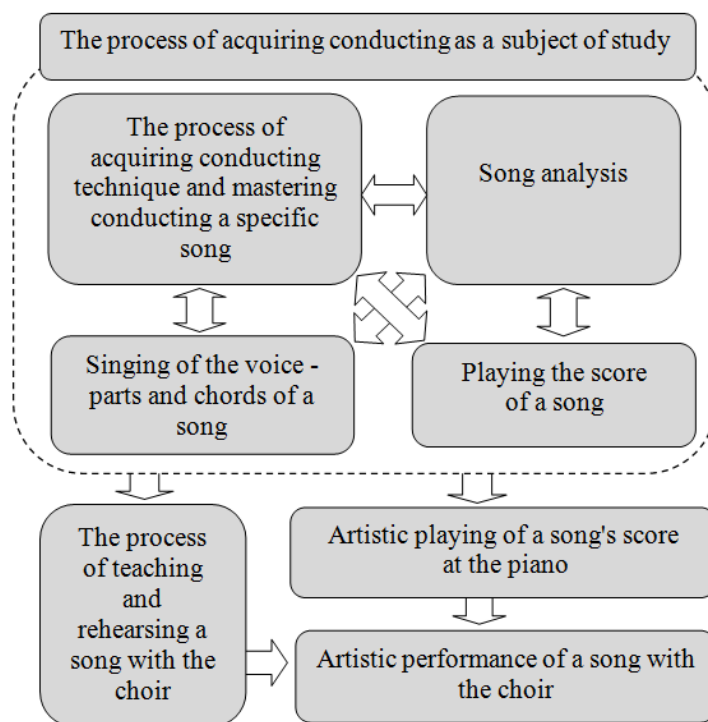 The process of acquiring conducting as a subject of study
The process of
acquiring conducting
technique and mastering
conducting a specific
song
Song analysis
Singing of the voice -
parts and chords of a
song
Playing the score
of a song
The process
of teaching
and
rehearsing a
song with the
choir
Artistic playing of a song's score
at the piano
Artistic performance of a song with
the choir